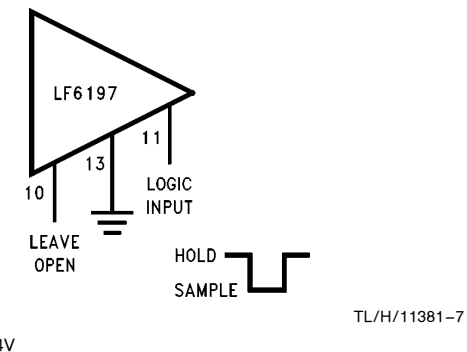 LF6197
11
13
10
LOGIC
INPUT
LEAVE
OPEN
HOLD
SAMPLE
TL/H/11381–7